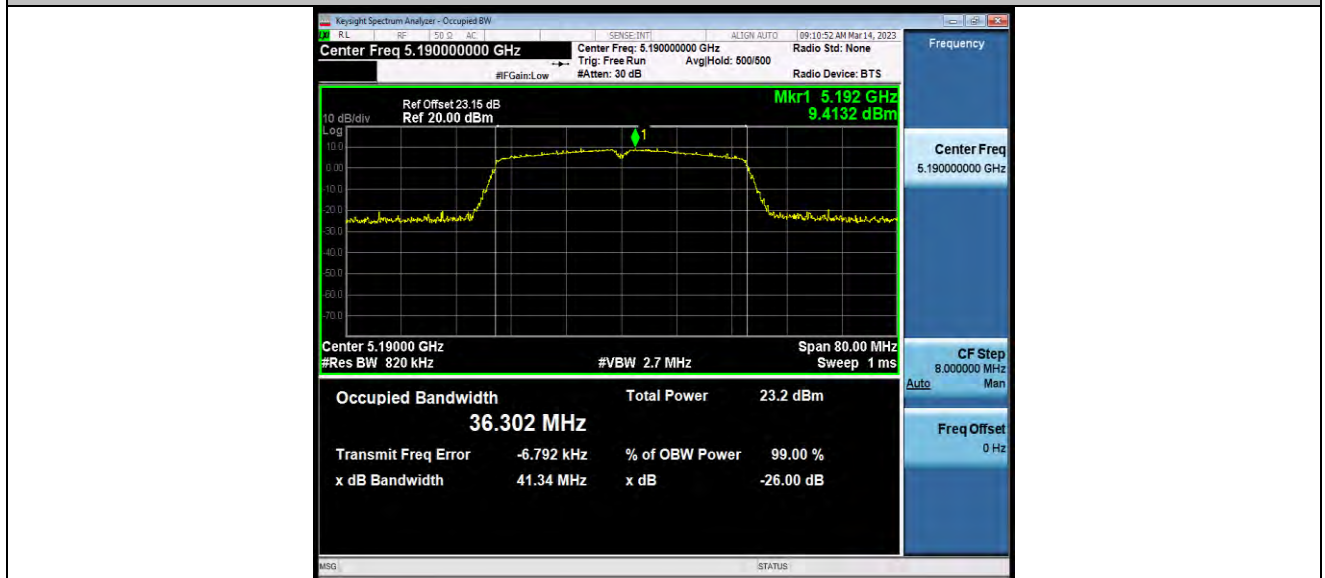 Keysight Spectrum Analyzer - Occupied BW
RL RF 50 Ω AC SENSE:INT ALIGN AUTO 09:10:52 AM Mar 14, 2023
Center Freq 5.190000000 GHz Center Freq: 5.190000000 GHz Radio Std: None
Trig: Free Run Avg|Hold: 500/500
#IFGain:Low #Atten: 30 dB Radio Device: BTS
Frequency
Mkr1 5.192 GHz
9.4132 dBm
Ref Offset 23.15 dB
10 dB/div Ref 20.00 dBm
Log
10.0
0.00
-10.0
-20.0
-30.0
-40.0
-50.0
-60.0
-70.0
1
Center 5.19000 GHz Span 80.00 MHz
#Res BW 820 kHz #VBW 2.7 MHz Sweep 1 ms
Occupied Bandwidth Total Power 23.2 dBm
36.302 MHz
Transmit Freq Error -6.792 kHz % of OBW Power 99.00 %
x dB Bandwidth 41.34 MHz x dB -26.00 dB
Center Freq
5.190000000 GHz
CF Step
8.000000 MHz
Auto Man
Freq Offset
0 Hz
MSG STATUS